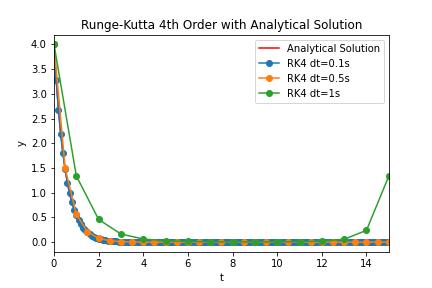 Runge-Kutta 4th Order with Analytical Solution
Analytical Solution
RK4 dt=0.1s
RK4 dt=0.5s
RK4 dt=1s
4.0
3.5
3.0
2.5
2.0
1.5
1.0
0.5
0.0
y
0 2 4 6 8 10 12 14
t